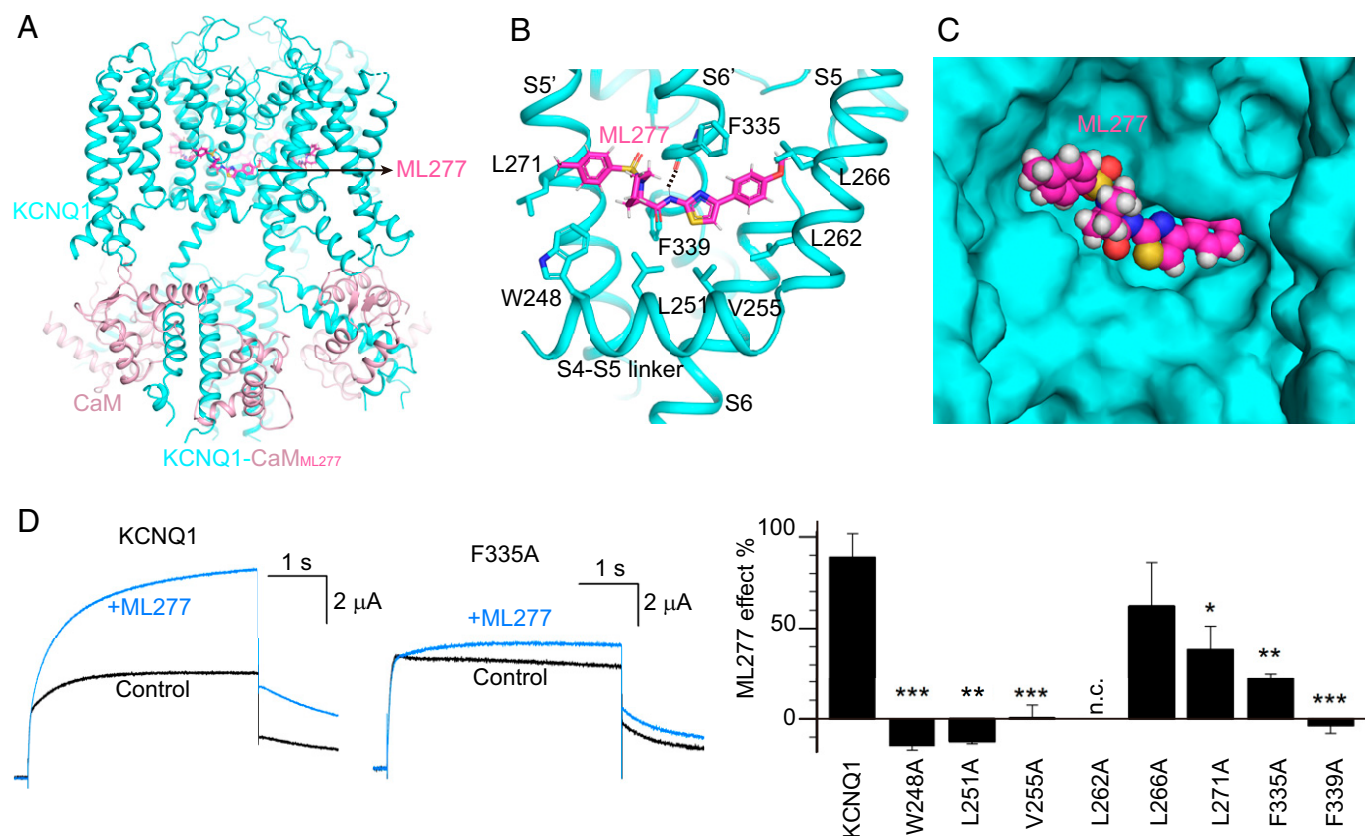 A
ML277
KCNQ1
CaM
KCNQ1-CaMML277
B
S5'
S6'
S5
ML277
F335
L271
L266
F339
L262
W248
L251
V255
S4-S5 linker
S6
C
ML277
D
KCNQ1
1 s
2 µA
+ML277
Control
F335A
1 s
2 µA
+ML277
Control
ML277 effect %
100
50
0
***
**
***
n.c.
*
**
***
KCNQ1
W248A
L251A
V255A
L262A
L266A
L271A
F335A
F339A